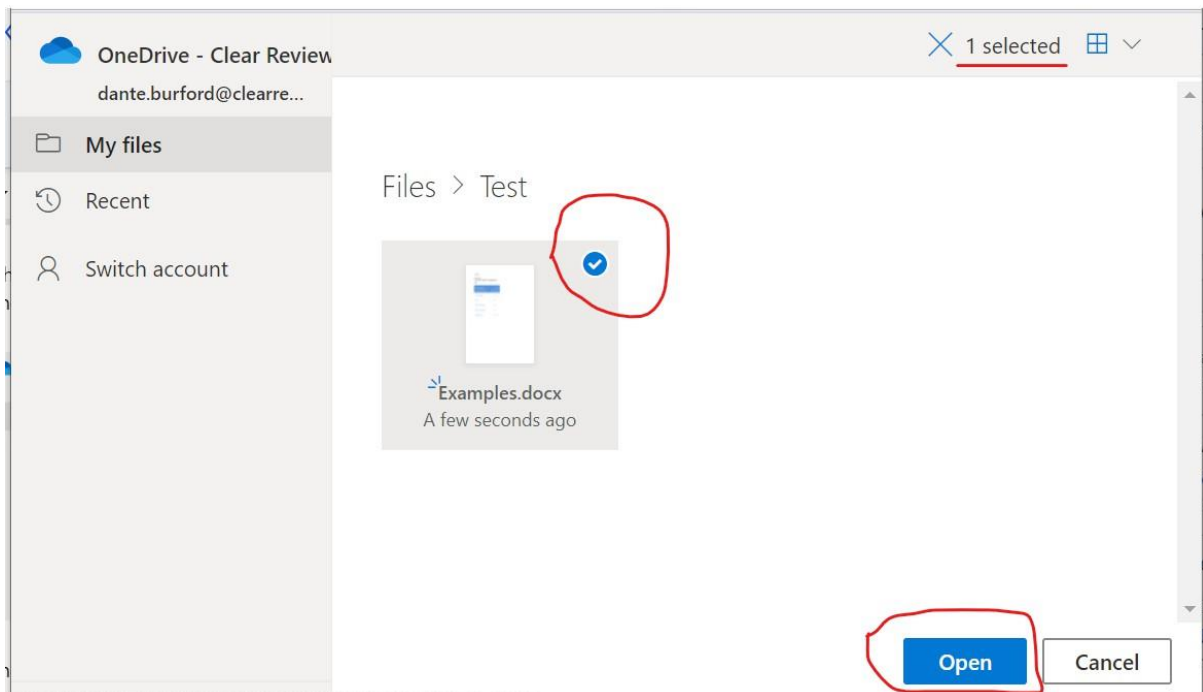 OneDrive - Clear Review
dante.burford@clearre...
1 selected
My files
Recent
Switch account
Files > Test
Examples.docx
A few seconds ago
Open
Cancel